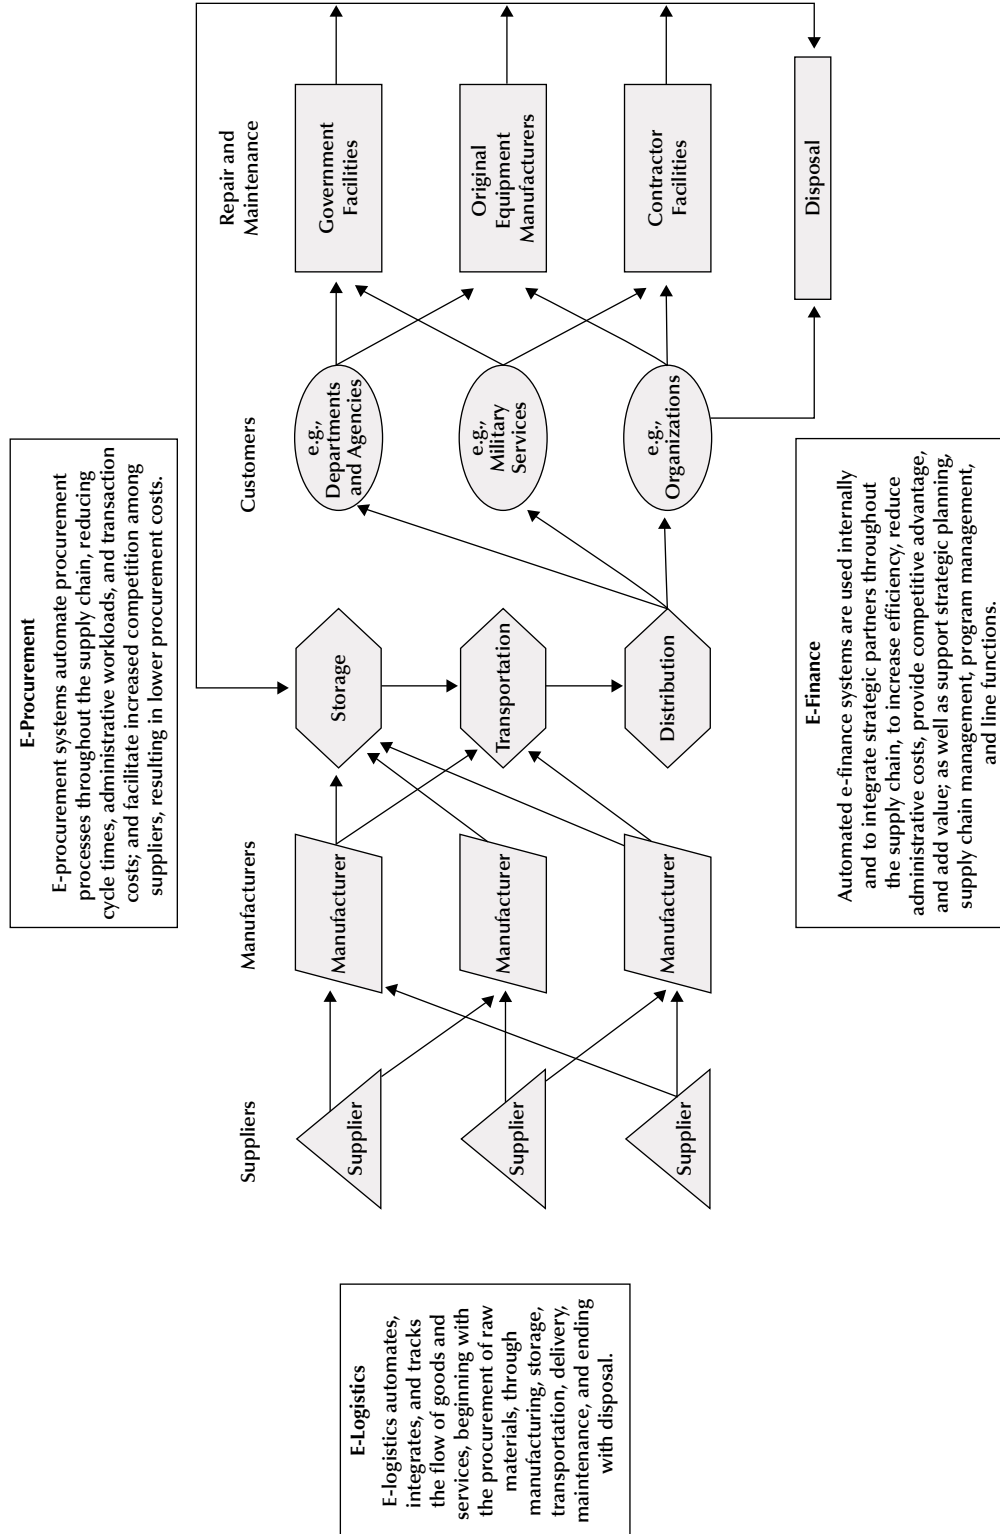 E-Procurement
E-procurement systems automate procurement
processes throughout the supply chain, reducing
cycle times, administrative workloads, and transaction
costs; and facilitate increased competition among
suppliers, resulting in lower procurement costs.
E-Logistics
E-logistics automates,
integrates, and tracks
the flow of goods and
services, beginning with
the procurement of raw
materials, through
manufacturing, storage,
transportation, delivery,
maintenance, and ending
with disposal.
Suppliers
Manufacturers
Customers
Repair and
Maintenance
Supplier
Manufacturer
Storage
e.g.,
Departments
and Agencies
Government
Facilities
Supplier
Manufacturer
Transportation
e.g.,
Military
Services
Original
Equipment
Manufacturers
Supplier
Manufacturer
Distribution
e.g.,
Organizations
Contractor
Facilities
Disposal
E-Finance
Automated e-finance systems are used internally
and to integrate strategic partners throughout
the supply chain, to increase efficiency, reduce
administrative costs, provide competitive advantage,
and add value; as well as support strategic planning,
supply chain management, program management,
and line functions.